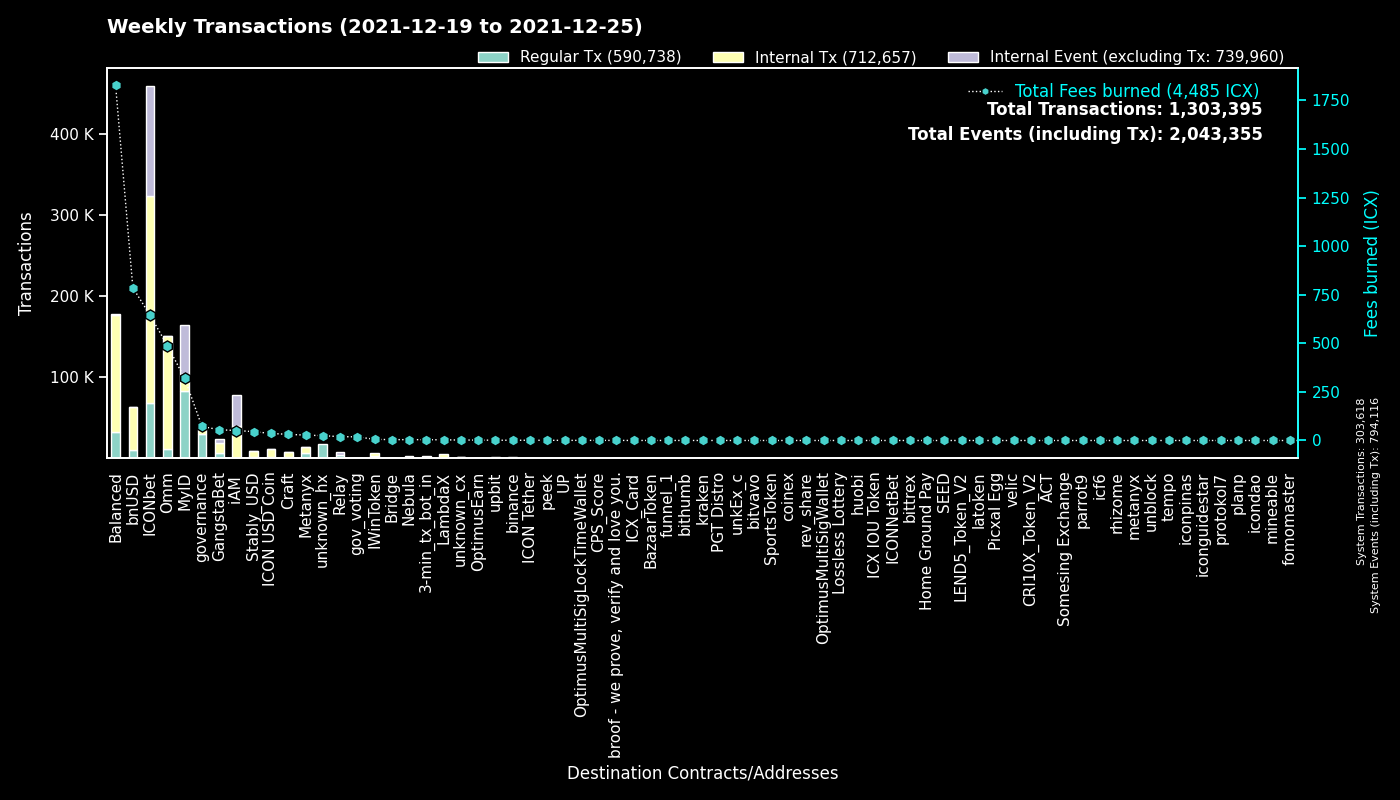 Weekly Transactions (2021-12-19 to 2021-12-25)
Regular Tx (590,738)
Internal Tx (712,657)
Internal Event (excluding Tx: 739,960)
Total Fees burned (4,485 ICX)
Total Transactions: 1,303,395
Total Events (including Tx): 2,043,355
Transactions
400 K
300 K
200 K
100 K
1750
1500
1250
1000
750
500
250
0
Fees burned (ICX)
System Transactions: 303,618
System Events (including Tx): 794,116
Balanced
bnUSD
ICONbet
Omm
MyID
governance
GangstaBet
iAM
Stably_USD
ICON USD Coin
Craft
Metanyx
unknown_hx
Relay
gov_voting
IWinToken
Bridge
Nebula
3-min_tx_bot_in
LambdaX
unknown_cx
OptimusEarn
upbit
binance
ICON Tether
peek
UP
OptimusMultiSigLockTimeWallet
CPS_Score
broof - we prove, verify and love you.
ICX_Card
BazaarToken
funnel_1
bithumb
kraken
PGT Distro
unkEx_c
bitvavo
SportsToken
coinex
rev_share
OptimusMultiSigWallet
Lossless Lottery
huobi
ICX IOU Token
ICONNetBet
bittrex
Home Ground Pay
SEED
LEND5_Token_V2
latoken
Picxal Egg
velic
CRI10X_Token_V2
ACT
Somesing Exchange
parrot9
icf6
rhizome
metanyx
unblock
tempo
iconpinas
iconguidestar
protokol7
planp
icondao
mineable
fomomaster
Destination Contracts/Addresses